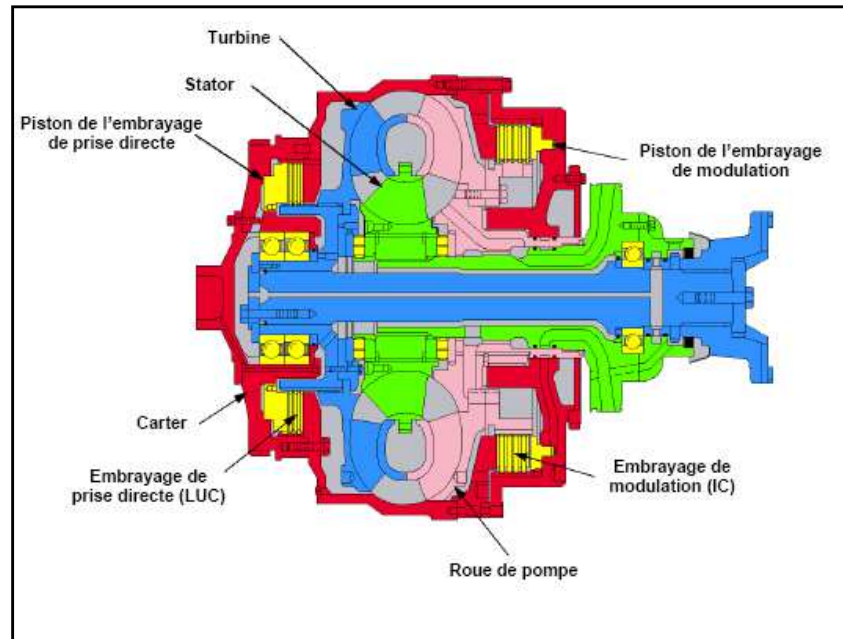 Turbine
Stator
Piston de l'embrayage
de prise directe
Piston de l'embrayage
de modulation
Carter
Embrayage de
prise directe (LUC)
Embrayage de
modulation (IC)
Roue de pompe